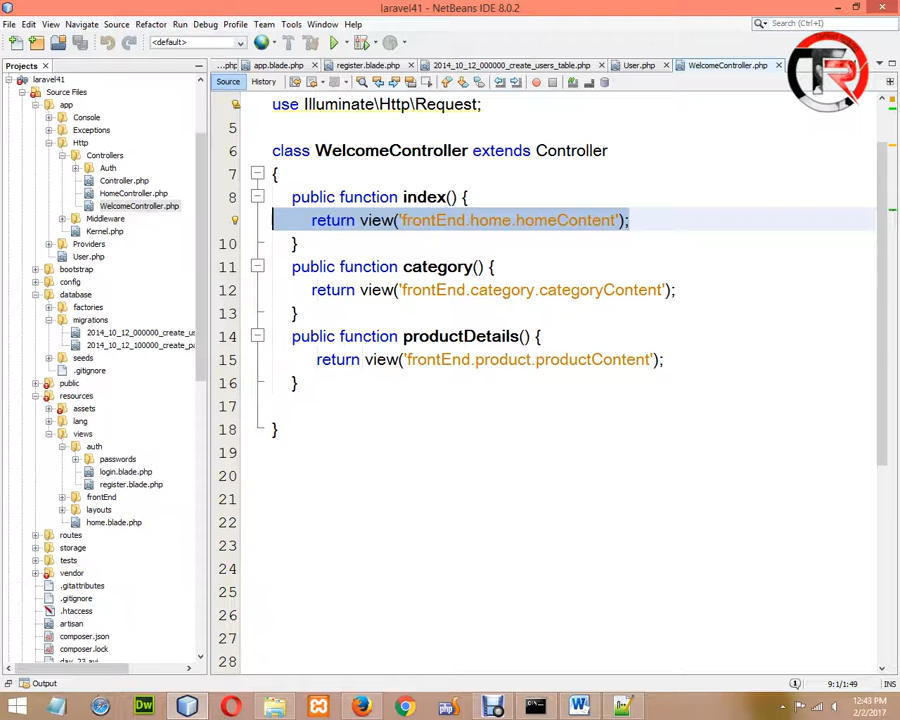 laravel41 - NetBeans IDE 8.0.2
File Edit View Navigate Source Refactor Run Debug Profile Team Tools Window Help
Search (Ctrl+I)
<default>
Projects
...php app.blade.php register.blade.php 2014_10_12_000000_create_users_table.php User.php WelcomeController.php
Source History
laravel41
Source Files
app
Console
Exceptions
Http
Controllers
Auth
Controller.php
HomeController.php
WelcomeController.php
Middleware
Kernel.php
Providers
User.php
bootstrap
config
database
factories
migrations
2014_10_12_000000_create_us
2014_10_12_100000_create_pa
seeds
.gitignore
public
resources
assets
lang
views
auth
passwords
login.blade.php
register.blade.php
frontEnd
layouts
home.blade.php
routes
storage
tests
vendor
.gitattributes
.gitignore
.htaccess
artisan
composer.json
composer.lock
day_23.avi
use Illuminate\Http\Request;
5
6 class WelcomeController extends Controller
7 {
8 public function index() {
return view('frontEnd.home.homeContent');
10 }
11 public function category() {
12 return view('frontEnd.category.categoryContent');
13 }
14 public function productDetails() {
15 return view('frontEnd.product.productContent');
16 }
17
18 }
19
20
21
22
23
24
25
26
27
28
Output
9:1/1:49 INS
12:43 PM
2/2/2017